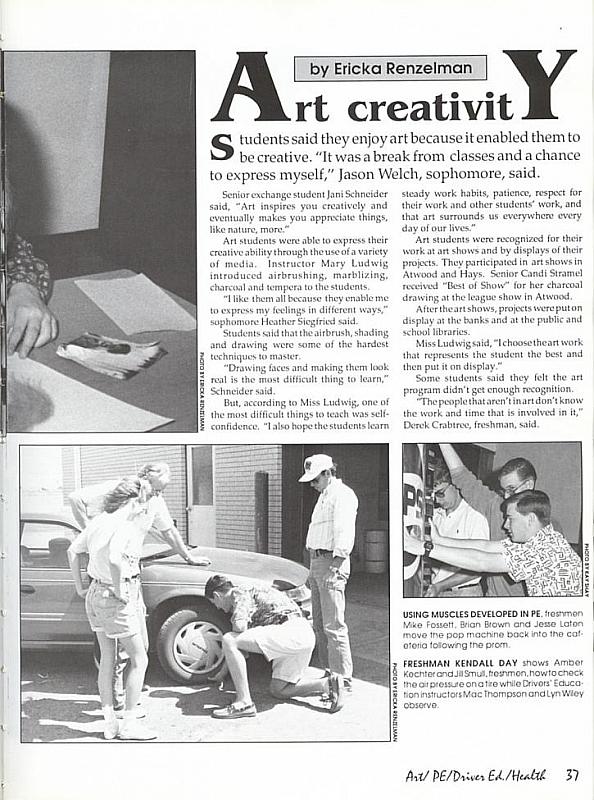 by Ericka Renzelman
Art creativitY
Students said they enjoy art because it enabled them to
be creative. "It was a break from classes and a chance
to express myself," Jason Welch, sophomore, said.
Senior exchange student Jani Schneider
said, "Art inspires you creatively and
eventually makes you appreciate things,
like nature, more."
Art students were able to express their
creative ability through the use of a variety
of media. Instructor Mary Ludwig
introduced airbrushing, marblizing,
charcoal and tempera to the students.
"I like them all because they enable me
to express my feelings in different ways,"
sophomore Heather Siegfried said.
Students said that the airbrush, shading
and drawing were some of the hardest
techniques to master.
"Drawing faces and making them look
real is the most difficult thing to learn,"
Schneider said.
But, according to Miss Ludwig, one of
the most difficult things to teach was self-
confidence. "I also hope the students learn
steady work habits, patience, respect for
their work and other students' work, and
that art surrounds us everywhere every
day of our lives."
Art students were recognized for their
work at art shows and by displays of their
projects. They participated in art shows in
Atwood and Hays. Senior Candi Stramel
received "Best of Show" for her charcoal
drawing at the league show in Atwood.
After the art shows, projects were put on
display at the banks and at the public and
school libraries.
Miss Ludwig said, "I choose the art work
that represents the student the best and
then put it on display."
Some students said they felt the art
program didn't get enough recognition.
"The people that aren't in art don't know
the work and time that is involved in it,"
Derek Crabtree, freshman, said.
PHOTO BY ERICKA RENZELMAN
PHOTO BY ERICKA RENZELMAN
USING MUSCLES DEVELOPED IN PE, freshmen
Mike Fossett, Brian Brown and Jesse Laten
move the pop machine back into the caf-
eteria following the prom.
FRESHMAN KENDALL DAY shows Amber
Kechter and Jill Smull, freshmen, how to check
the air pressure on a tire while Drivers' Educa-
tion instructors Mac Thompson and Lyn Wiley
observe.
Art/ PE/Driver Ed./Health 37